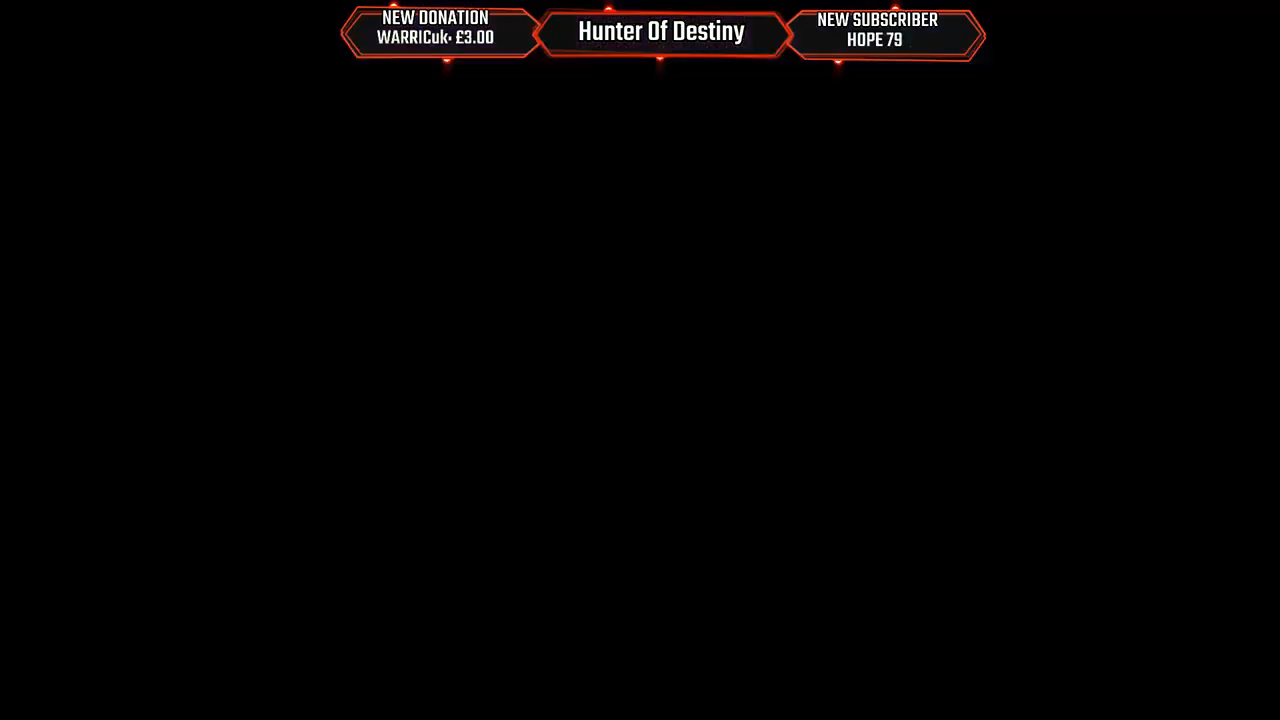 NEW DONATION
WARRICuk· £3.00
Hunter Of Destiny
NEW SUBSCRIBER
HOPE 79